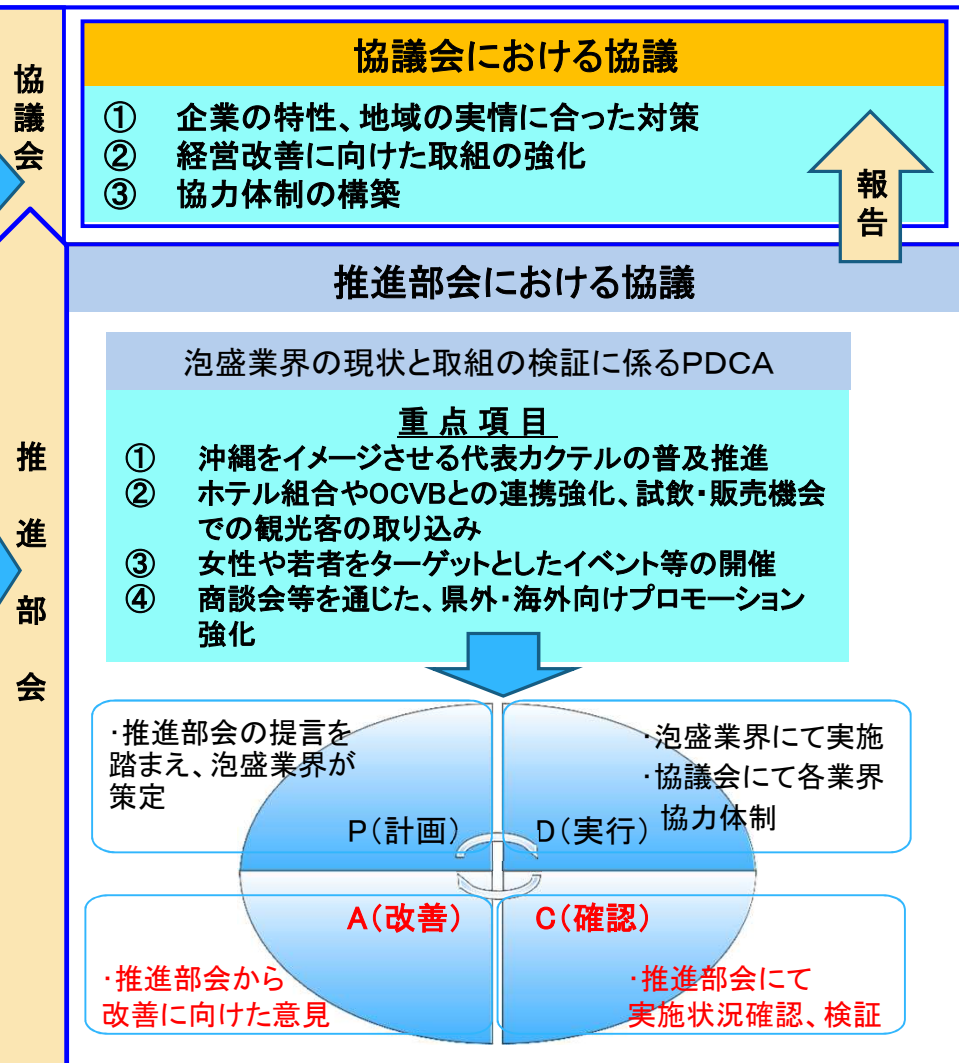 協議会
協議会における協議
① 企業の特性、地域の実情に合った対策
② 経営改善に向けた取組の強化
③ 協力体制の構築
報告
推進部会
推進部会における協議
泡盛業界の現状と取組の検証に係るPDCA
重点項目
① 沖縄をイメージさせる代表カクテルの普及推進
② ホテル組合やOCVBとの連携強化、試飲・販売機会
での観光客の取り込み
③ 女性や若者をターゲットとしたイベント等の開催
④ 商談会等を通じた、県外・海外向けプロモーション
強化
・推進部会の提言を
踏まえ、泡盛業界が
策定
P(計画)
・泡盛業界にて実施
・協議会にて各業界
協力体制
D(実行)
A(改善)
・推進部会から
改善に向けた意見
C(確認)
・推進部会にて
実施状況確認、検証